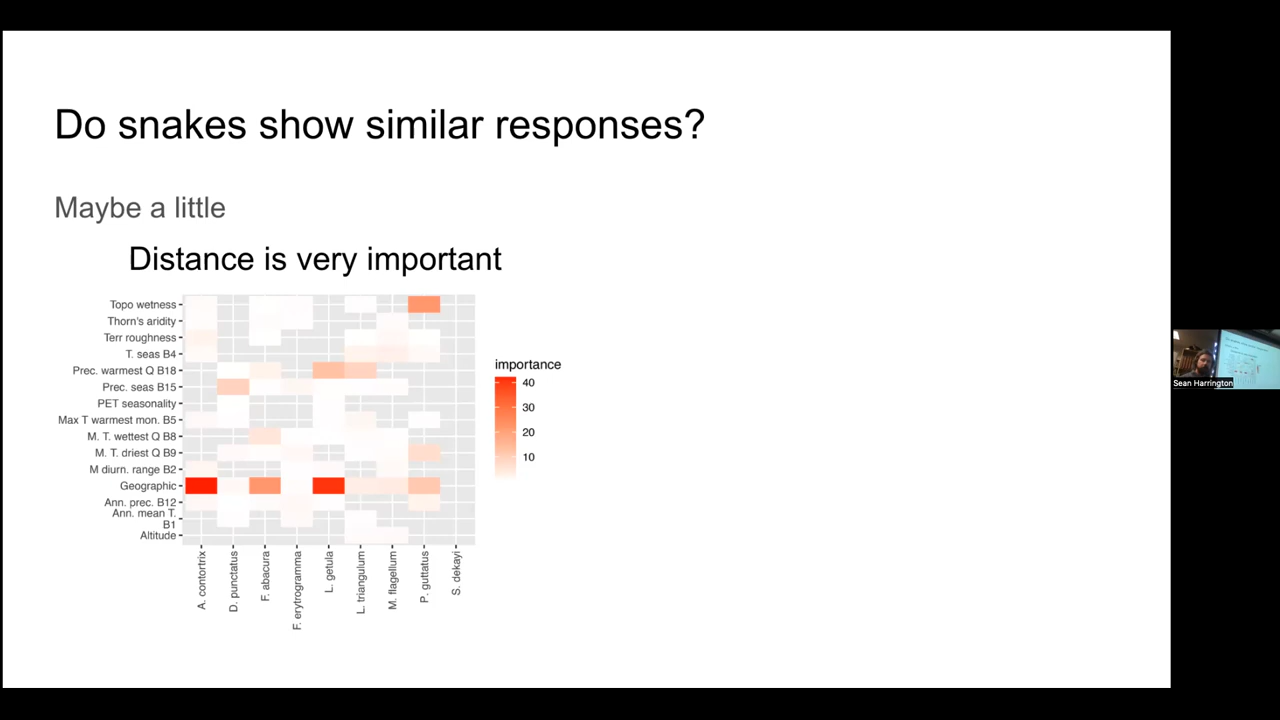 Do snakes show similar responses?
Maybe a little
Distance is very important
Topo wetness
Thorn's aridity
Terr roughness
T. seas B4
Prec. warmest Q B18
Prec. seas B15
PET seasonality
Max T warmest mon. B5
M. T. wettest Q B8
M. T. driest Q B9
M diurn. range B2
Geographic
Ann. prec. B12
Ann. mean T.
B1
Altitude
A. contortrix
D. punctatus
F. abacura
F. erytrogramma
L. getula
L. triangulum
M. flagellum
P. guttatus
S. dekayi
importance
40
30
20
10
Sean Harrington